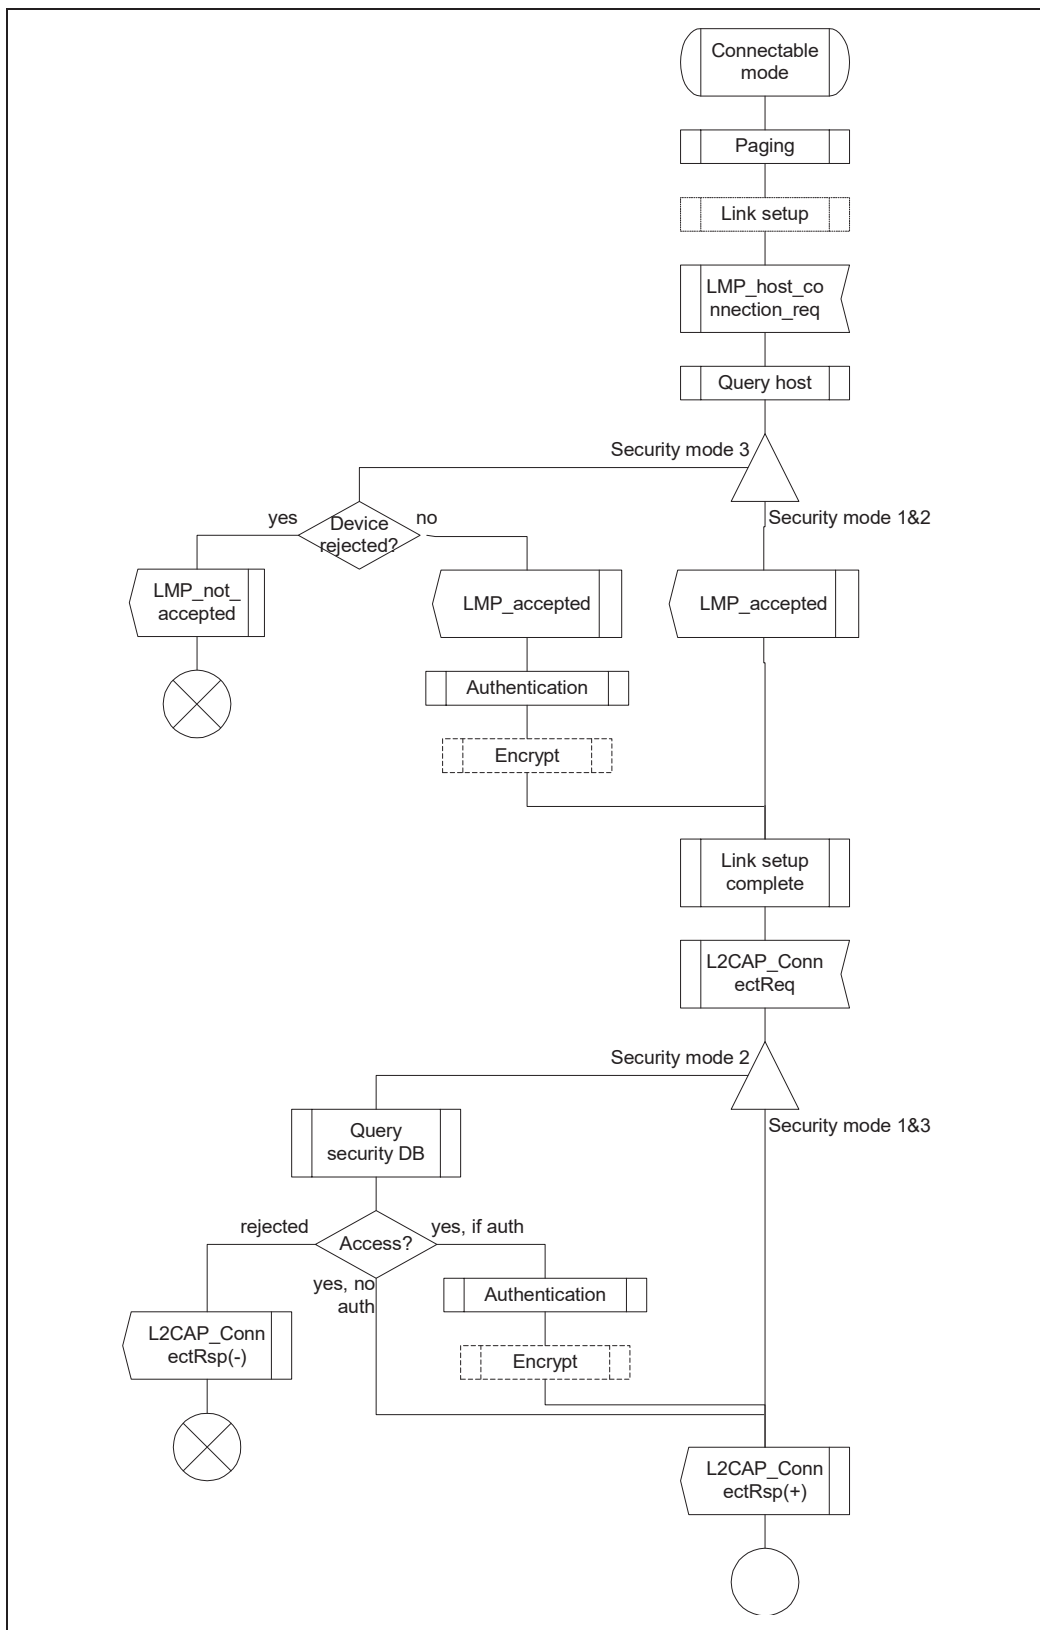 Connectable
mode
Paging
Link setup
LMP_host_co
nnection_req
Query host
Security mode 3
Security mode 1&2
yes
Device
rejected?
no
LMP_not_
accepted
LMP_accepted
LMP_accepted
Authentication
Encrypt
Link setup
complete
L2CAP_Conn
ectReq
Security mode 2
Security mode 1&3
Query
security DB
rejected
Access?
yes, if auth
yes, no
auth
Authentication
L2CAP_Conn
ectRsp(-)
Encrypt
L2CAP_Conn
ectRsp(+)